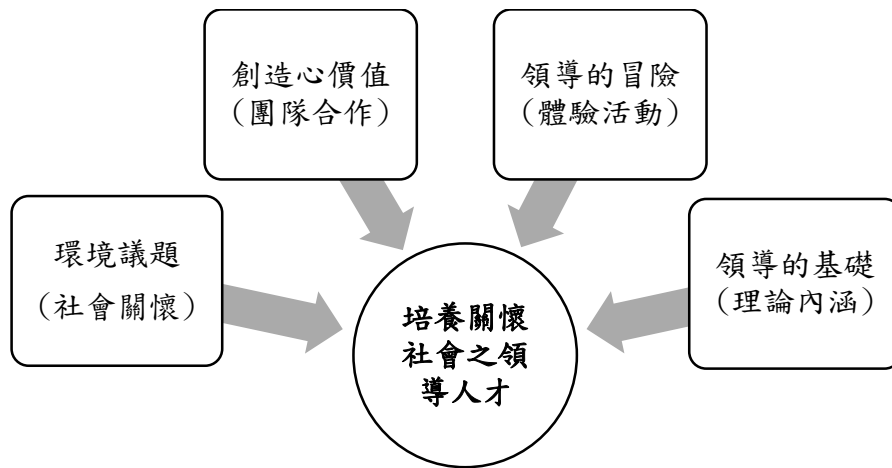 創造心價值
（團隊合作）
領導的冒險
（體驗活動）
環境議題
（社會關懷）
領導的基礎
（理論內涵）
培養關懷
社會之領
導人才